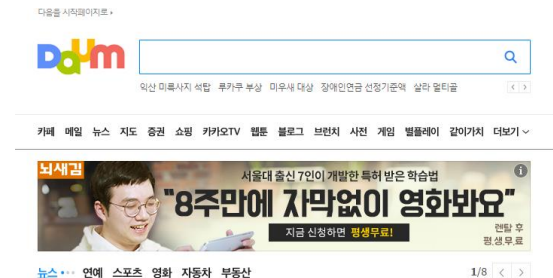 다음을 시작페이지로
Daum
익산 미륵사지 석탑 루카쿠 부상 미우새 대상 장애인연금 선정기준액 살라 멀티골
카페 메일 뉴스 지도 증권 쇼핑 카카오TV 웹툰 블로그 브런치 사전 게임 별플레이 같이가치 더보기
뇌새김
서울대 출신 7인이 개발한 특허 받은 학습법
"8주만에 자막없이 영화봐요"
지금 신청하면 평생무료!
렌탈 후
평.생.무.료
뉴스 연예 스포츠 영화 자동차 부동산
1/8